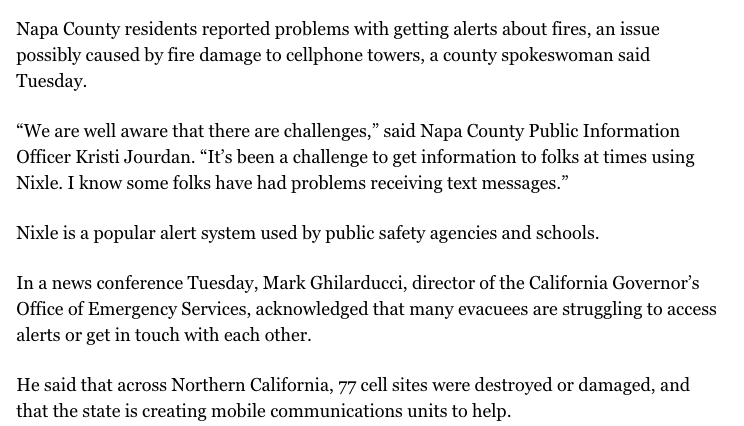 Napa County residents reported problems with getting alerts about fires, an issue
possibly caused by fire damage to cellphone towers, a county spokeswoman said
Tuesday.
“We are well aware that there are challenges,” said Napa County Public Information
Officer Kristi Jourdan. “It’s been a challenge to get information to folks at times using
Nixle. I know some folks have had problems receiving text messages.”
Nixle is a popular alert system used by public safety agencies and schools.
In a news conference Tuesday, Mark Ghilarducci, director of the California Governor’s
Office of Emergency Services, acknowledged that many evacuees are struggling to access
alerts or get in touch with each other.
He said that across Northern California, 77 cell sites were destroyed or damaged, and
that the state is creating mobile communications units to help.